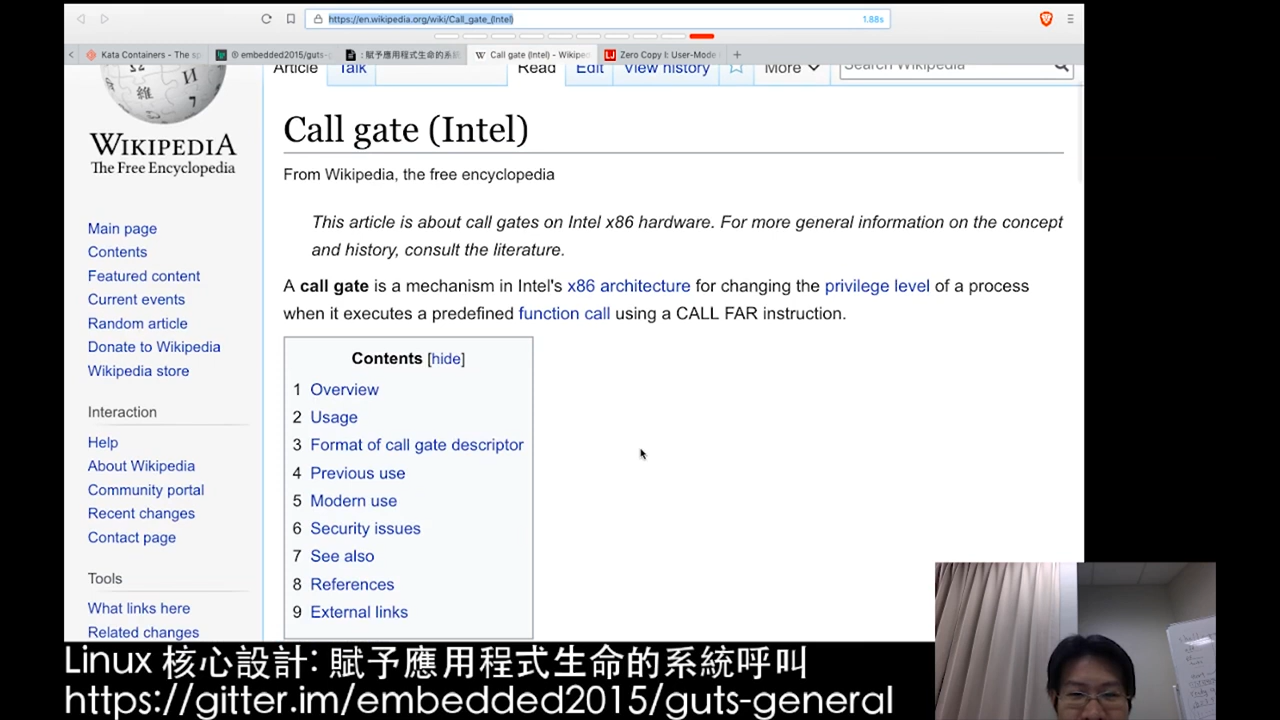 https://en.wikipedia.org/wiki/Call_gate_(Intel)
1.88s
Kata Containers - The sp
embedded2015/guts-
: 賦予應用程式生命的系統
Call gate (Intel) - Wikiped
Zero Copy I: User-Mode
Article
Talk
Read
Edit
View history
More
Search Wikipedia
WIKIPEDIA
The Free Encyclopedia
Main page
Contents
Featured content
Current events
Random article
Donate to Wikipedia
Wikipedia store
Interaction
Help
About Wikipedia
Community portal
Recent changes
Contact page
Tools
What links here
Related changes
Call gate (Intel)
From Wikipedia, the free encyclopedia
This article is about call gates on Intel x86 hardware. For more general information on the concept
and history, consult the literature.
A call gate is a mechanism in Intel's x86 architecture for changing the privilege level of a process
when it executes a predefined function call using a CALL FAR instruction.
Contents [hide]
1 Overview
2 Usage
3 Format of call gate descriptor
4 Previous use
5 Modern use
6 Security issues
7 See also
8 References
9 External links
Linux 核心設計: 賦予應用程式生命的系統呼叫
https://gitter.im/embedded2015/guts-general